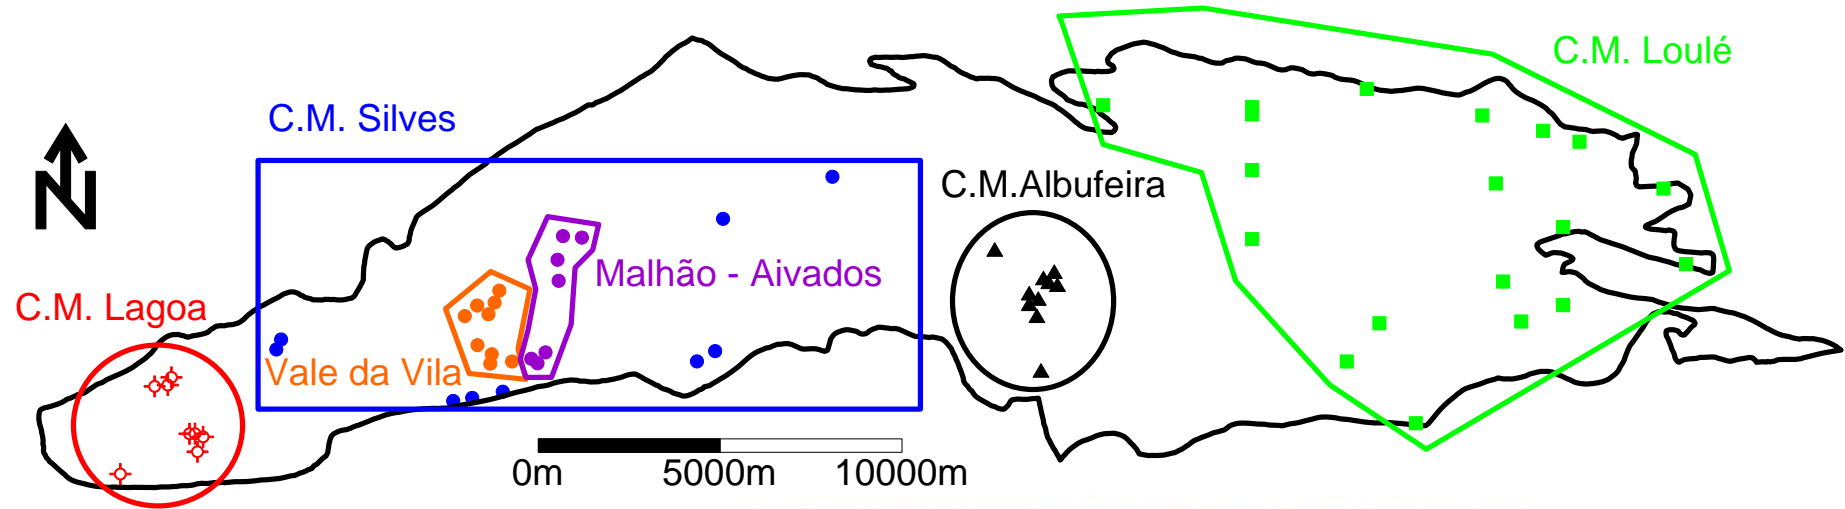 C.M. Loulé
C.M. Silves
N
C.M.Albufeira
Malhão - Aivados
C.M. Lagoa
Vale da Vila
0m 5000m 10000m